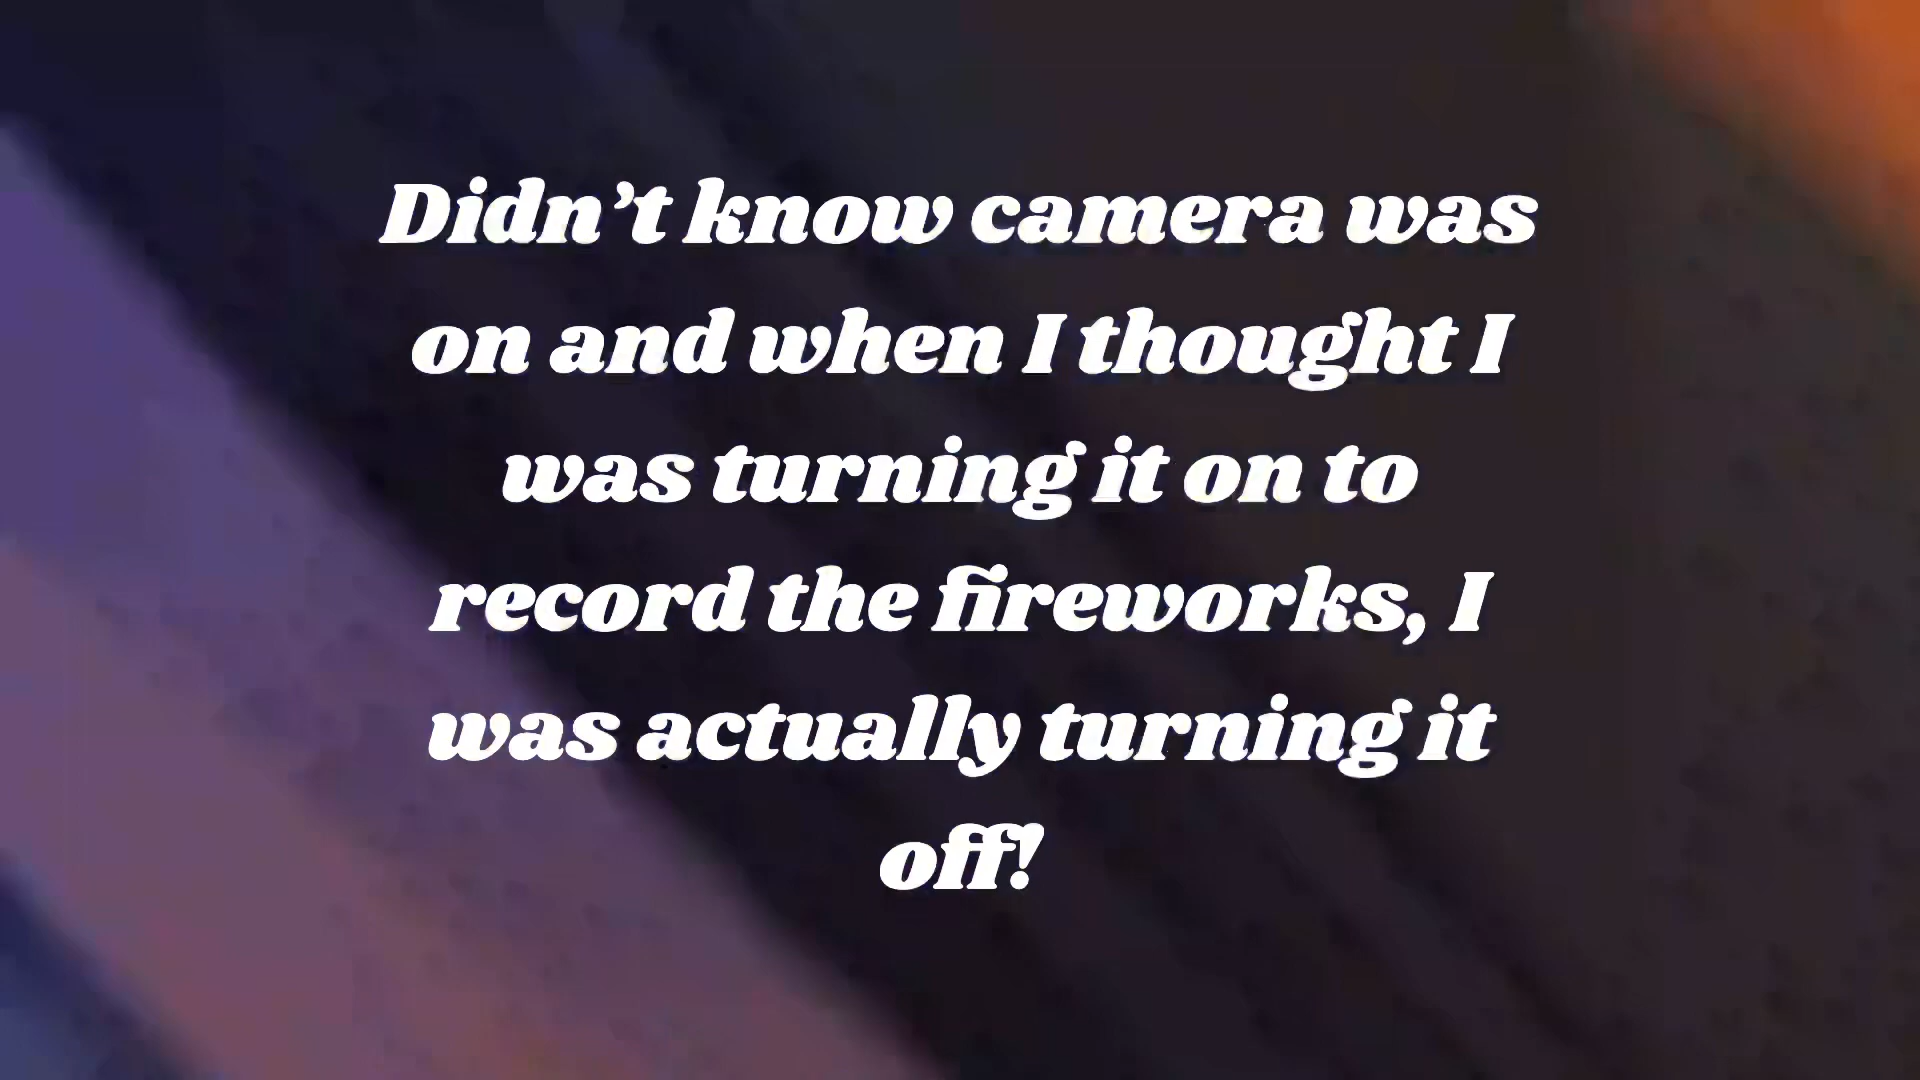 Didn’t know camera was
on and when I thought I
was turning it on to
record the fireworks, I
was actually turning it
off!